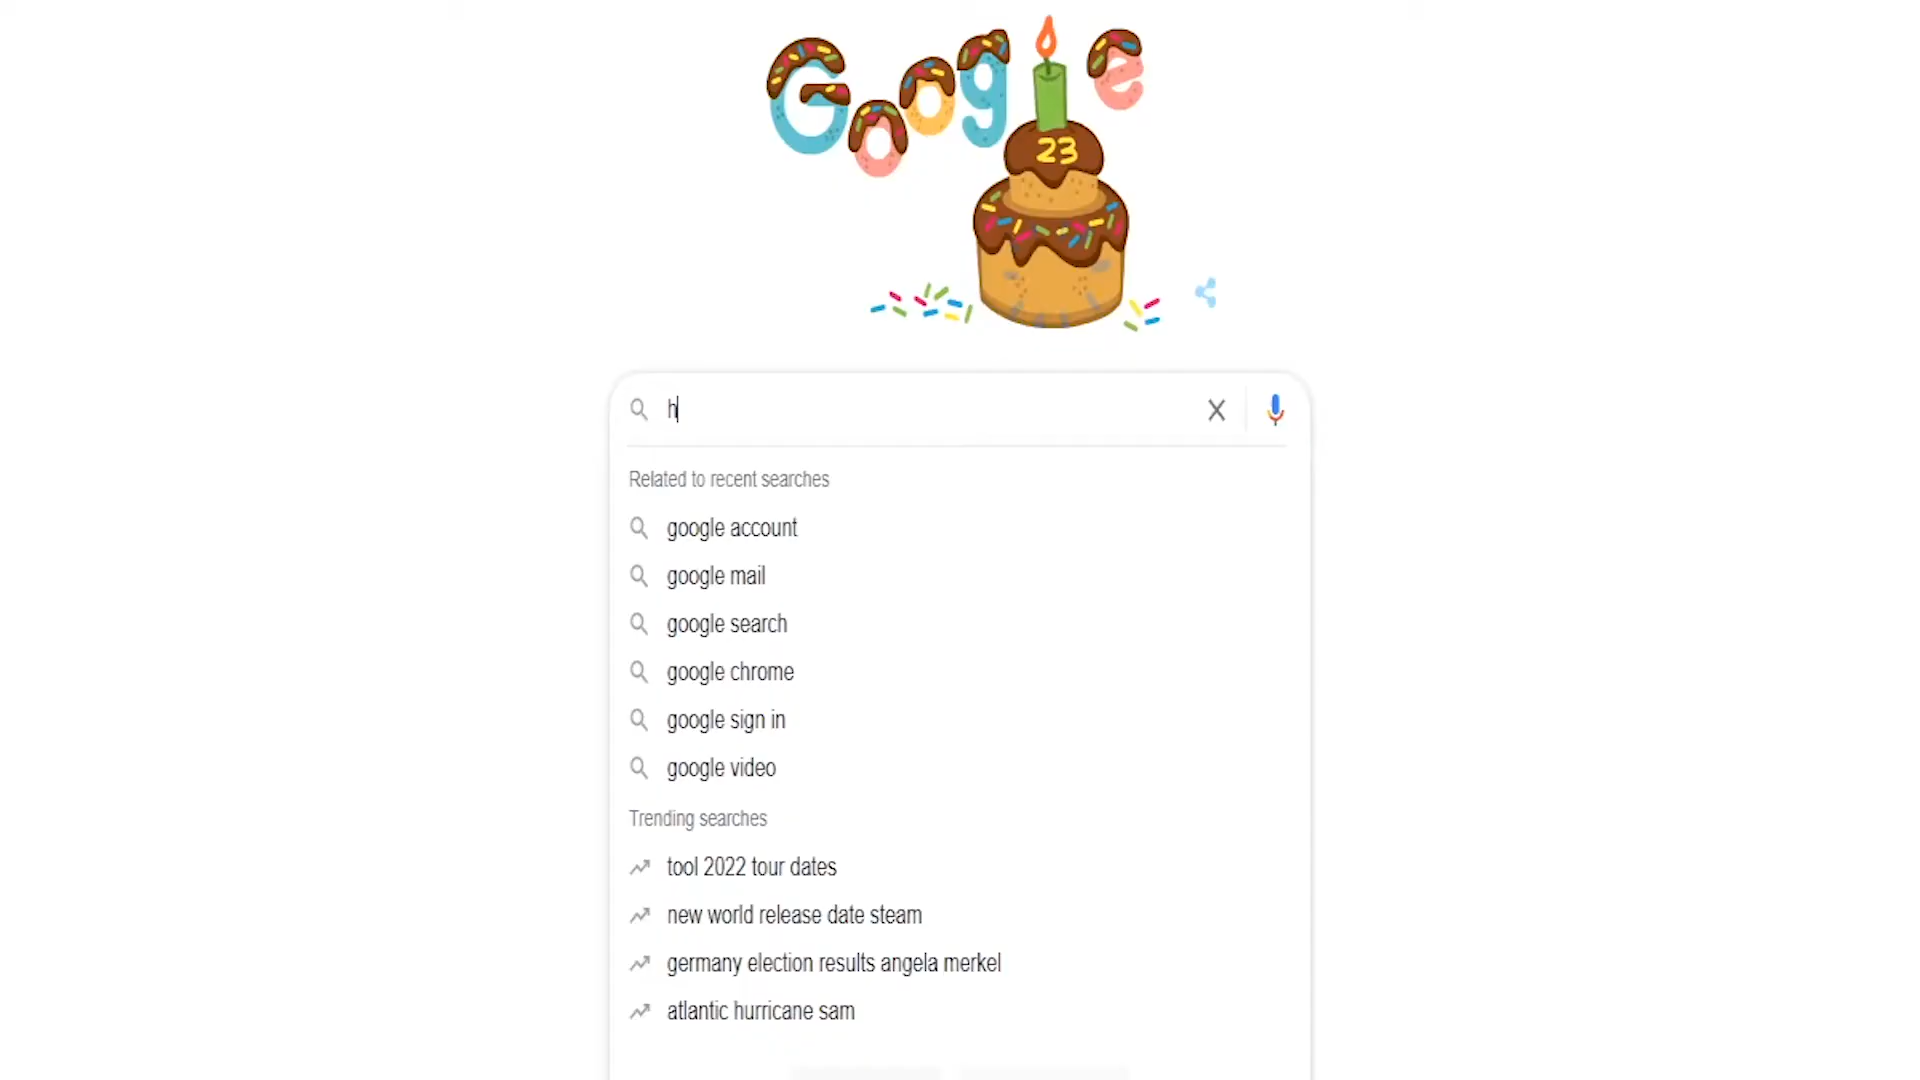 Google
23
h
Related to recent searches
google account
google mail
google search
google chrome
google sign in
google video
Trending searches
tool 2022 tour dates
new world release date steam
germany election results angela merkel
atlantic hurricane sam